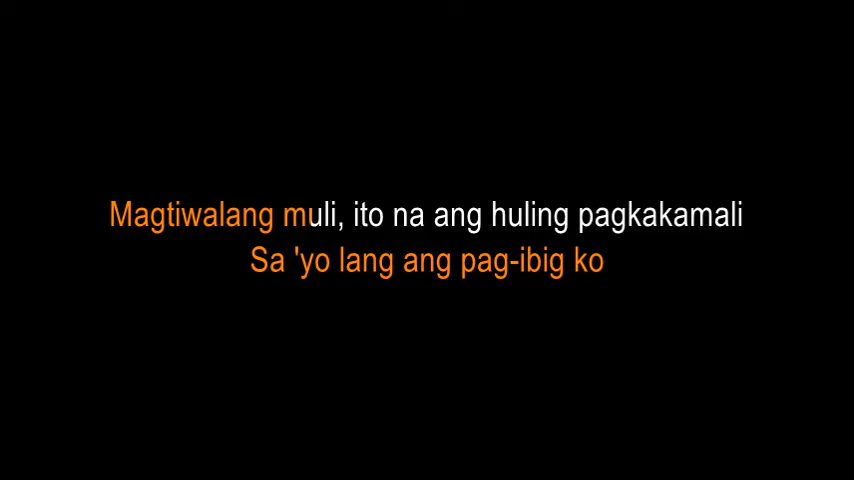 Magtiwalang muli, ito na ang huling pagkakamali
Sa 'yo lang ang pag-ibig ko